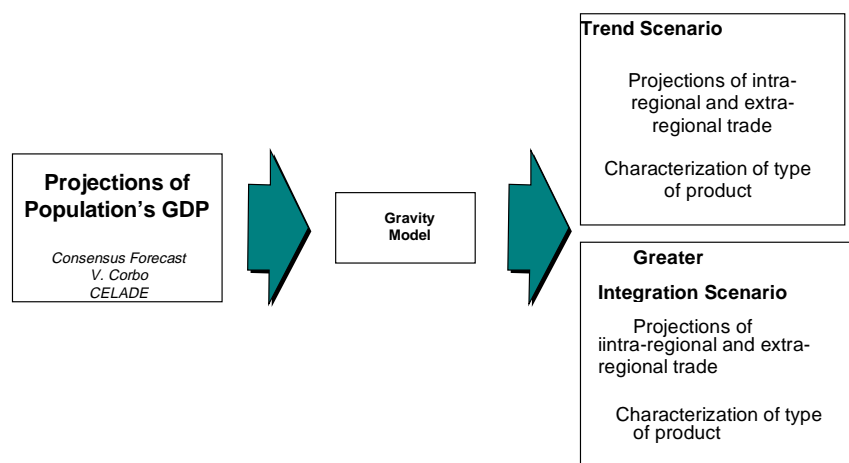 Projections of
Population's GDP
Consensus Forecast
V. Corbo
CELADE
Gravity
Model
Trend Scenario
Projections of intra-
regional and extra-
regional trade
Characterization of type
of product
Greater
Integration Scenario
Projections of
iintra-regional and extra-
regional trade
Characterization of type
of product